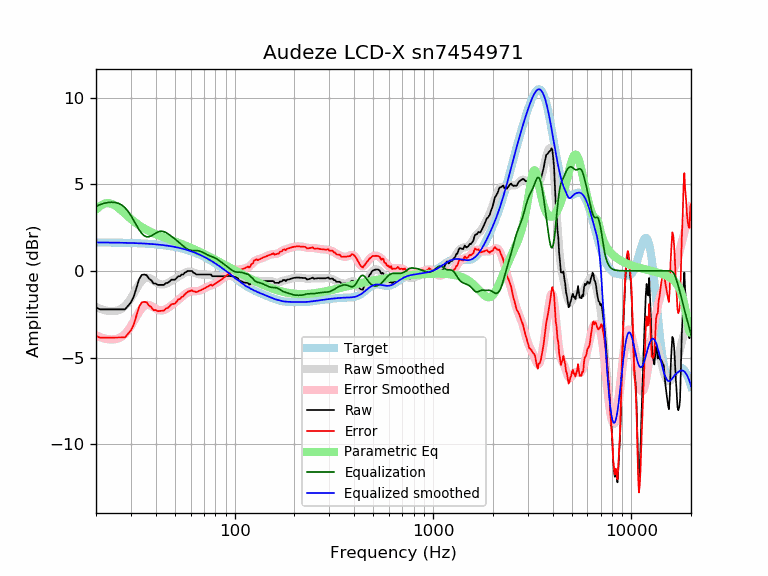 Audeze LCD-X sn7454971
Amplitude (dBr)
10
5
0
−5
−10
Target
Raw Smoothed
Error Smoothed
Raw
Error
Parametric Eq
Equalization
Equalized smoothed
100
1000
10000
Frequency (Hz)